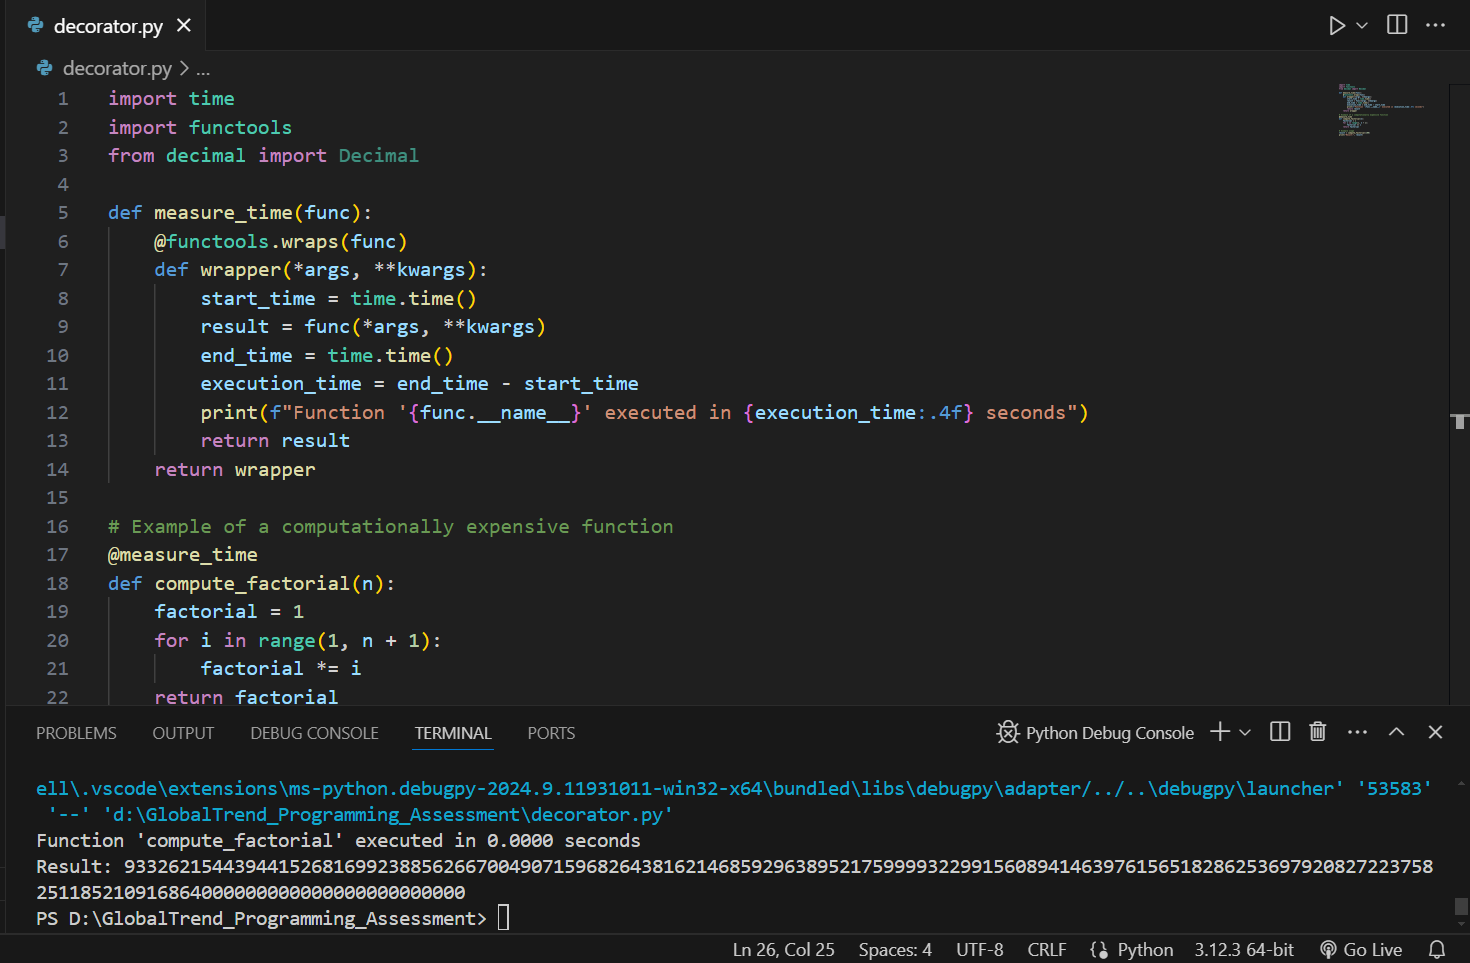 decorator.py
decorator.py > ...
1 import time
2 import functools
3 from decimal import Decimal
4
5 def measure_time(func):
6     @functools.wraps(func)
7     def wrapper(*args, **kwargs):
8         start_time = time.time()
9         result = func(*args, **kwargs)
10         end_time = time.time()
11         execution_time = end_time - start_time
12         print(f"Function '{func.__name__}' executed in {execution_time:.4f} seconds")
13         return result
14     return wrapper
15
16 # Example of a computationally expensive function
17 @measure_time
18 def compute_factorial(n):
19     factorial = 1
20     for i in range(1, n + 1):
21         factorial *= i
22     return factorial
PROBLEMS OUTPUT DEBUG CONSOLE TERMINAL PORTS Python Debug Console
ell\.vscode\extensions\ms-python.debugpy-2024.9.11931011-win32-x64\bundled\libs\debugpy\adapter/../..\debugpy\launcher' '53583'
 '--' 'd:\GlobalTrend_Programming_Assessment\decorator.py'
Function 'compute_factorial' executed in 0.0000 seconds
Result: 93326215443944152681699238856266700490715968264381621468592963895217599993229915608941463976156518286253697920827223758
251185210916864000000000000000000000000
PS D:\GlobalTrend_Programming_Assessment>
Ln 26, Col 25 Spaces: 4 UTF-8 CRLF Python 3.12.3 64-bit Go Live